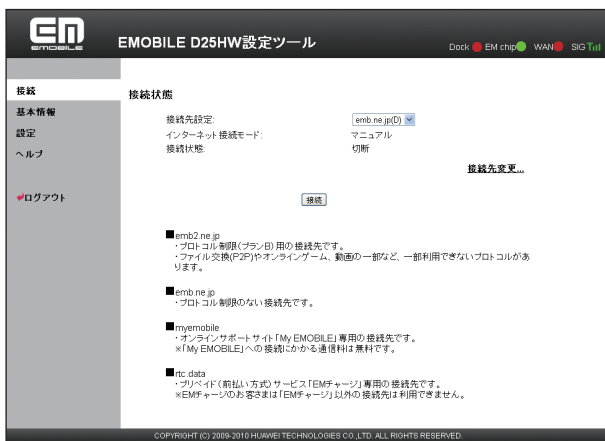 EM
EMOBILE
EMOBILE D25HW設定ツール
Dock EM chip WAN SIG
接続
基本情報
設定
ヘルプ
ログアウト
接続状態
接続先設定: emb.ne.jp(D)
インターネット接続モード: マニュアル
接続状態: 切断
接続先変更...
接続
■emb2.ne.jp
・プロトコル制限(プランB)用の接続先です。
・ファイル交換(P2P)やオンラインゲーム、動画の一部など、一部利用できないプロトコルがあ
ります。
■emb.ne.jp
・プロトコル制限のない接続先です。
■myemobile
・オンラインサポートサイト「My EMOBILE」専用の接続先です。
※「My EMOBILE」への接続にかかる通信料は無料です。
■rtc.data
・プリペイド(前払い方式)サービス「EMチャージ」専用の接続先です。
※EMチャージのお客さまは「EMチャージ」以外の接続先は利用できません。
COPYRIGHT (C) 2009-2010 HUAWEI TECHNOLOGIES CO.,LTD. ALL RIGHTS RESERVED.